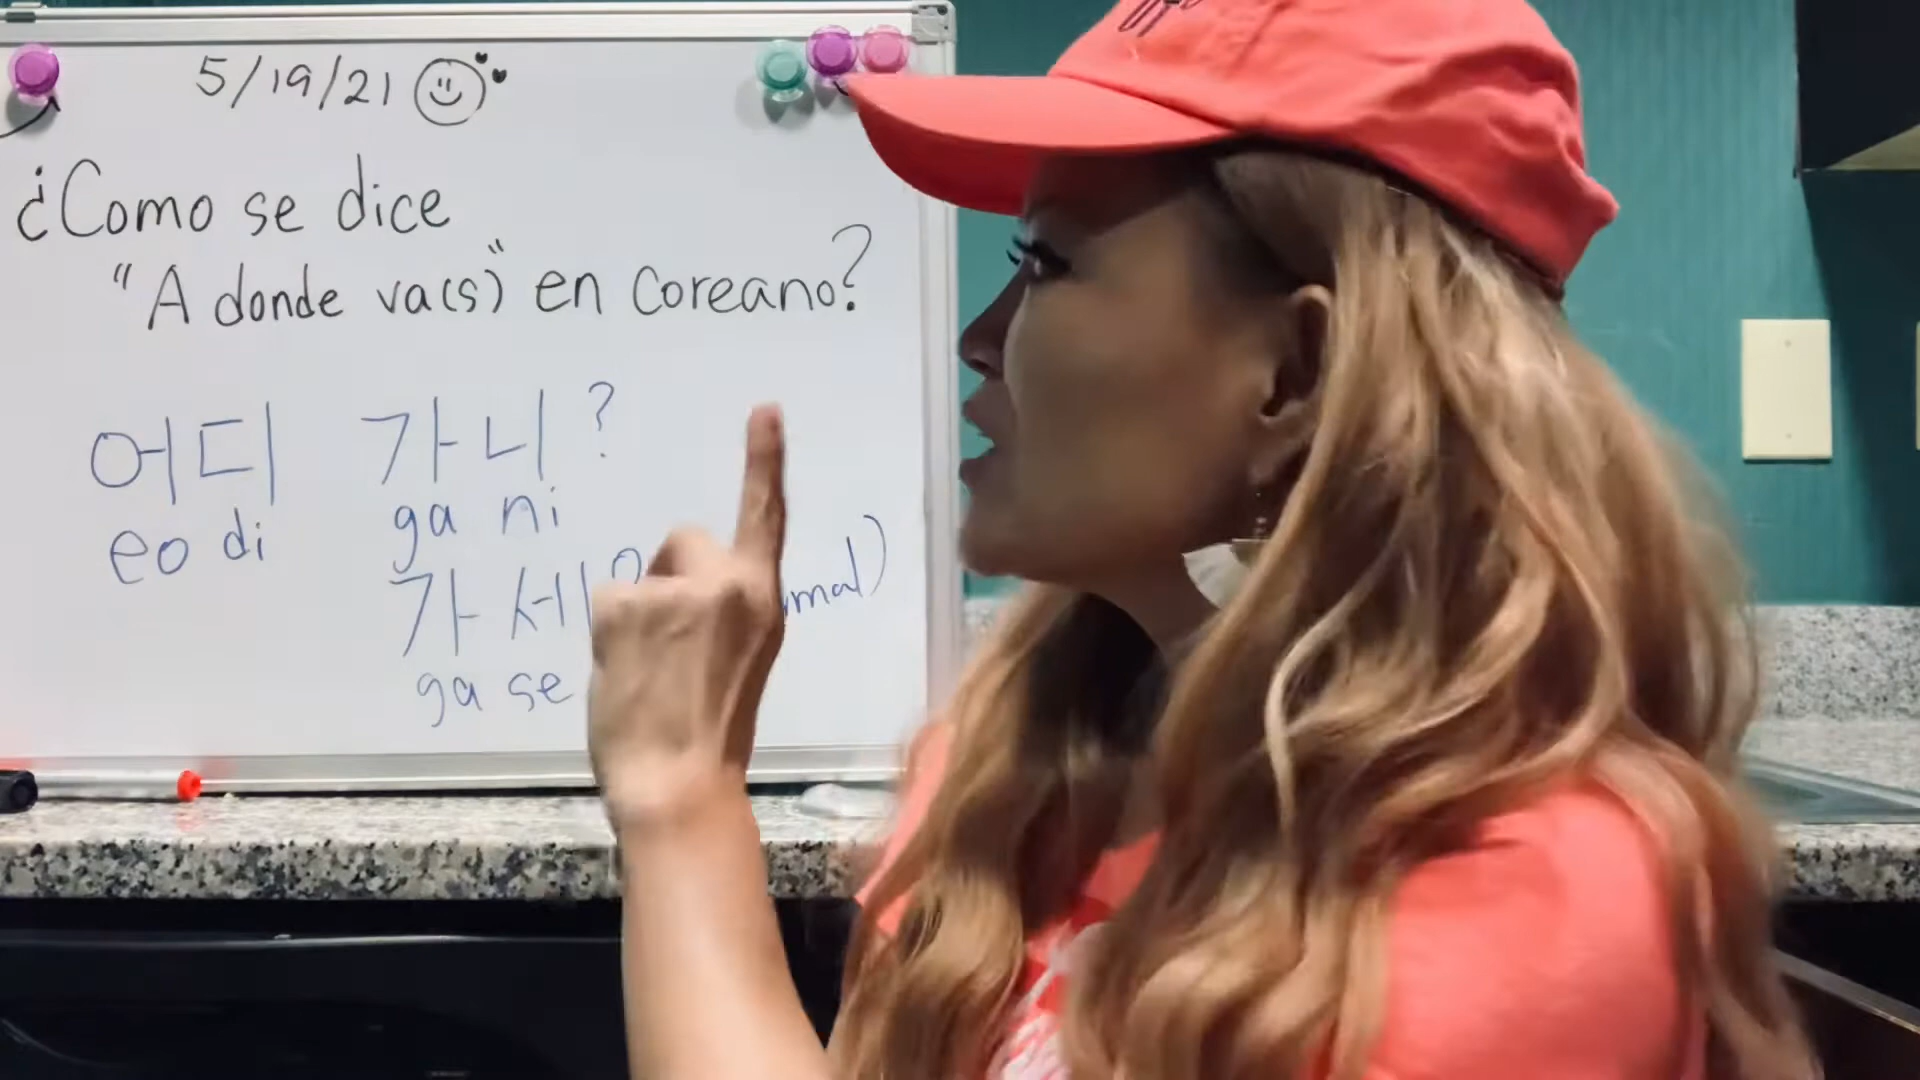 5/19/21
¿Como se dice
"A donde va(s)" en coreano?
어디 가니?
eo di ga ni
가세
ga se